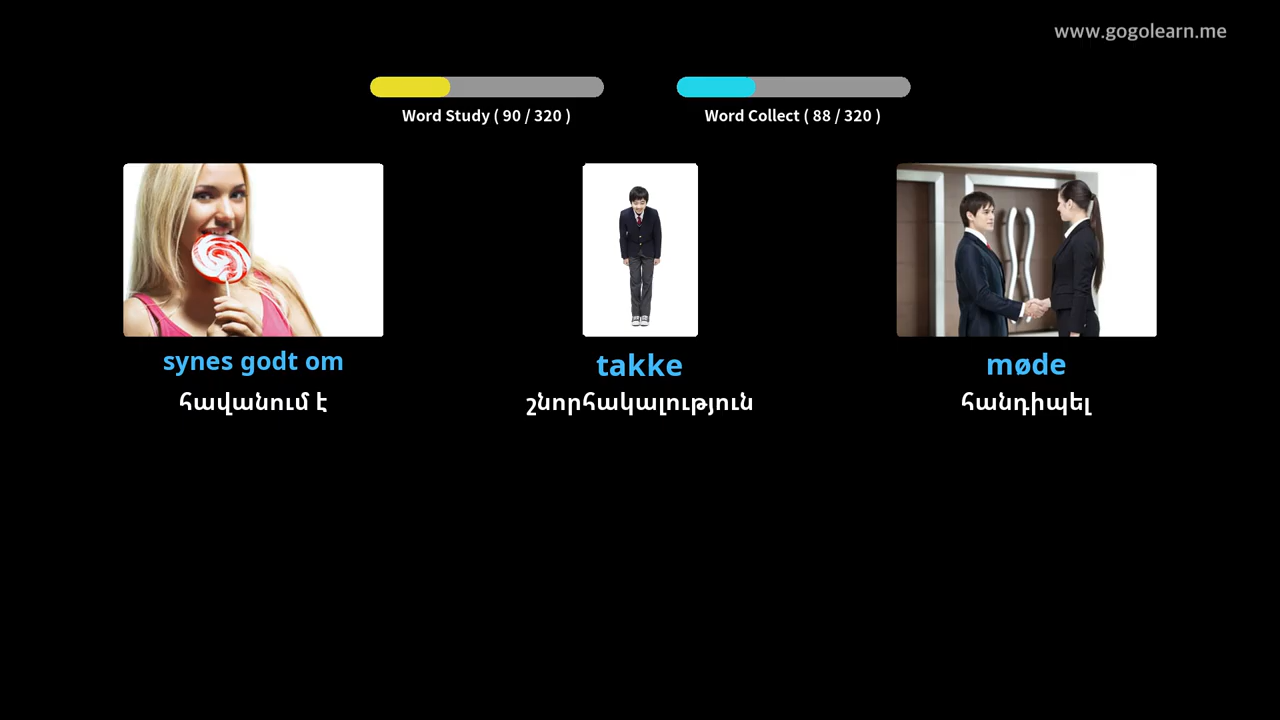 www.gogolearn.me
Word Study ( 90 / 320 )
Word Collect ( 88 / 320 )
synes godt om
takke
møde
հավանում է
շնորհակալություն
հանդիպել